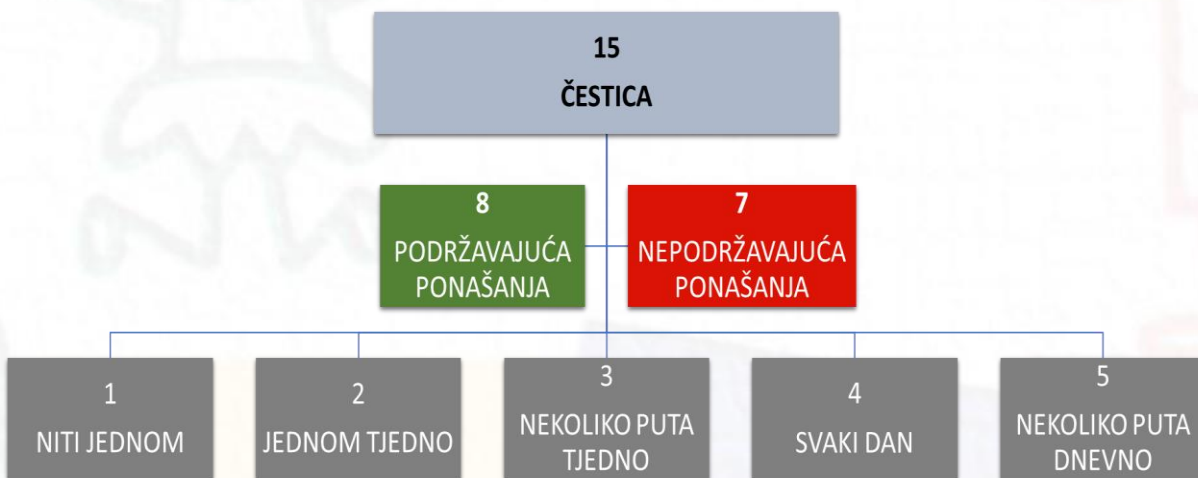 15
ČESTICA
8
PODRŽAVAJUĆA
PONAŠANJA
7
NEPODRŽAVAJUĆA
PONAŠANJA
1
NITI JEDNOM
2
JEDNOM TJEDNO
3
NEKOLIKO PUTA
TJEDNO
4
SVAKI DAN
5
NEKOLIKO PUTA
DNEVNO